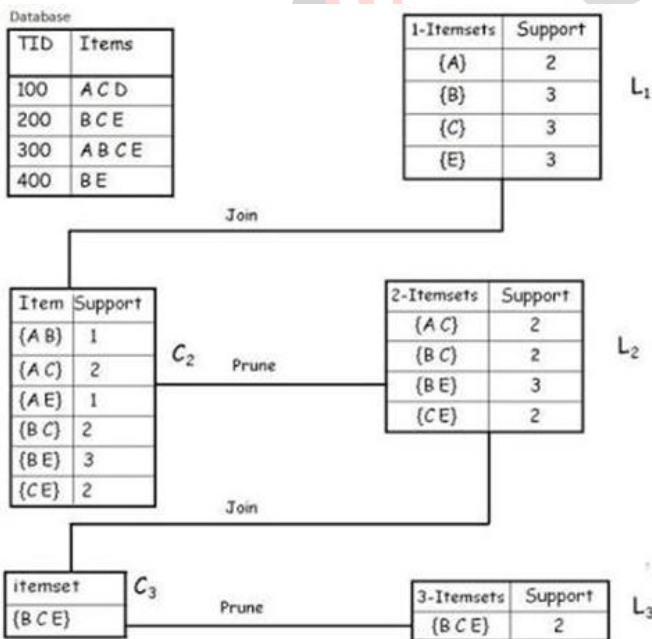 Database
TID Items
100 A C D
200 B C E
300 A B C E
400 B E
1-Itemsets Support
{A} 2
{B} 3
{C} 3
{E} 3
L1
Join
Item Support
{A B} 1
{A C} 2
{A E} 1
{B C} 2
{B E} 3
{C E} 2
C2
Prune
2-Itemsets Support
{A C} 2
{B C} 2
{B E} 3
{C E} 2
L2
Join
itemset
{B C E}
C3
Prune
3-Itemsets Support
{B C E} 2
L3